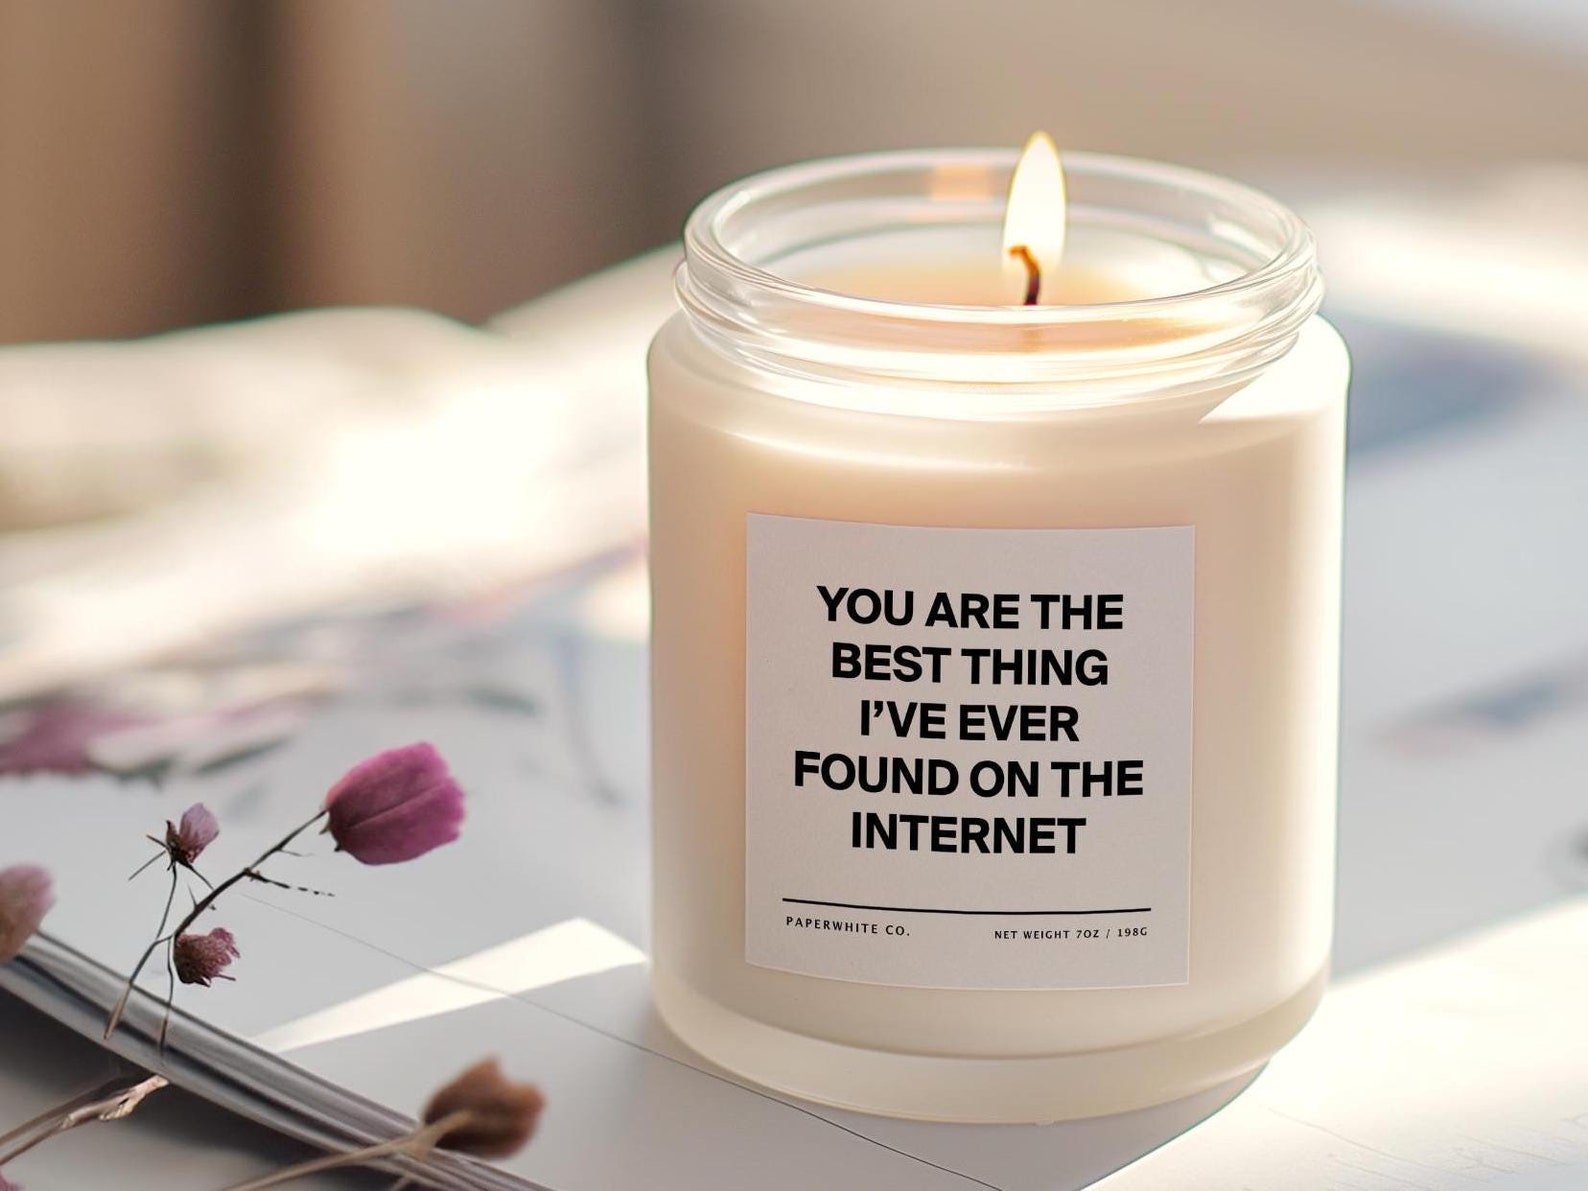 YOU ARE THE
BEST THING
I’VE EVER
FOUND ON THE
INTERNET
PAPERWHITE CO.
NET WEIGHT 7OZ / 198G